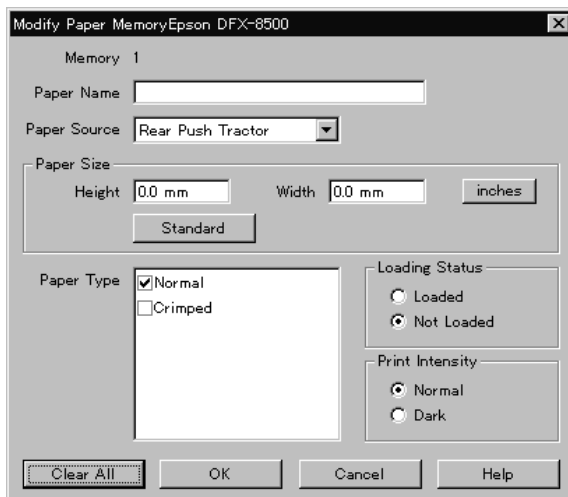 Modify Paper MemoryEpson DFX-8500
Memory 1
Paper Name
Paper Source Rear Push Tractor
Paper Size
Height 0.0 mm Width 0.0 mm inches
Standard
Paper Type
Normal
Crimped
Loading Status
Loaded
Not Loaded
Print Intensity
Normal
Dark
Clear All OK Cancel Help